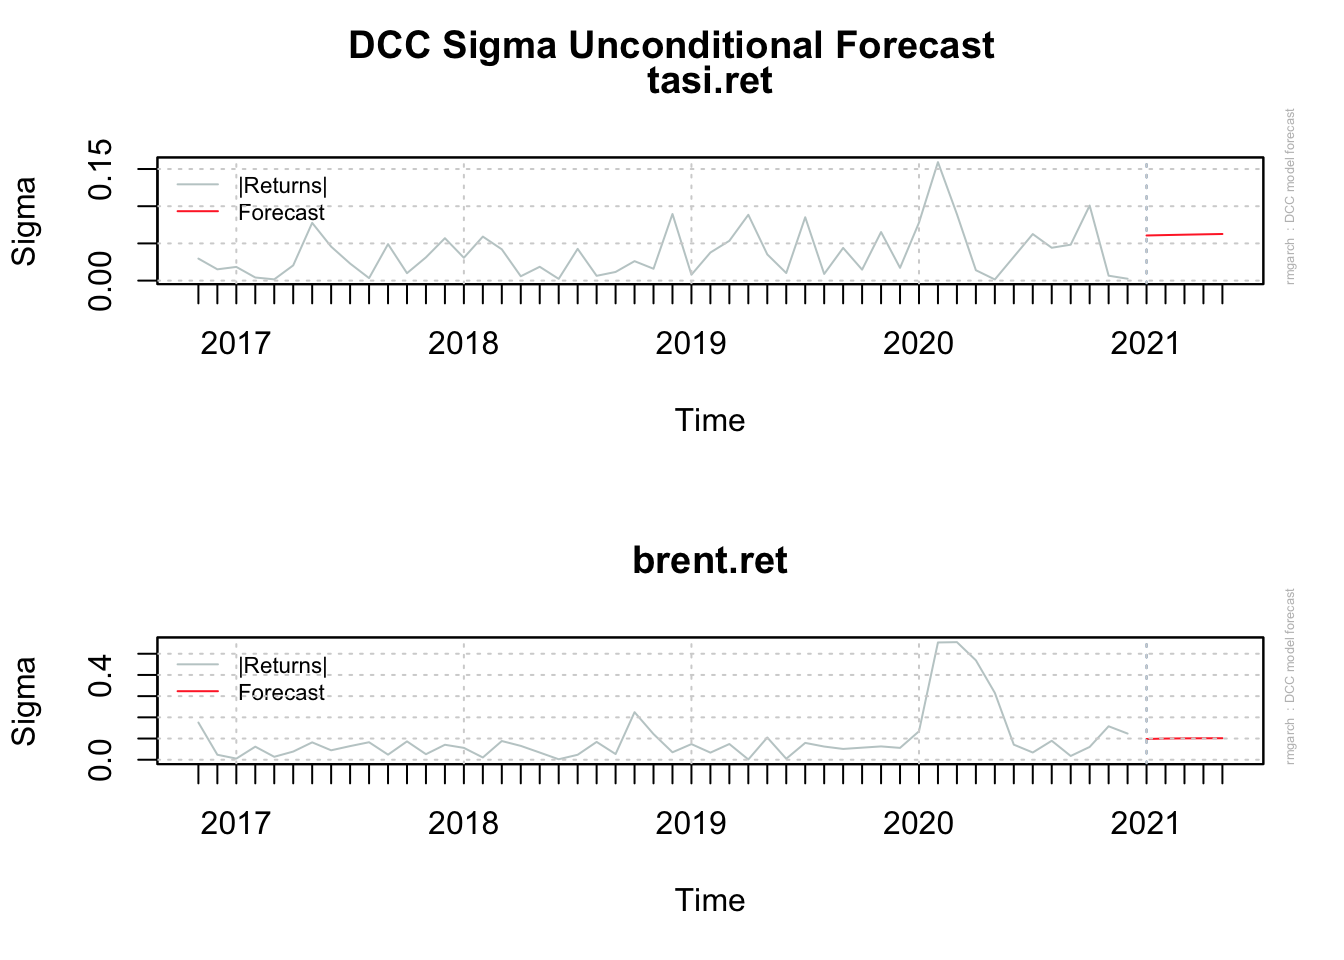 DCC Sigma Unconditional Forecast
tasi.ret
Sigma
0.15
0.00
|Returns|
Forecast
2017 2018 2019 2020 2021
Time
rmgarch : DCC model forecast
brent.ret
Sigma
0.4
0.0
|Returns|
Forecast
2017 2018 2019 2020 2021
Time
rmgarch : DCC model forecast